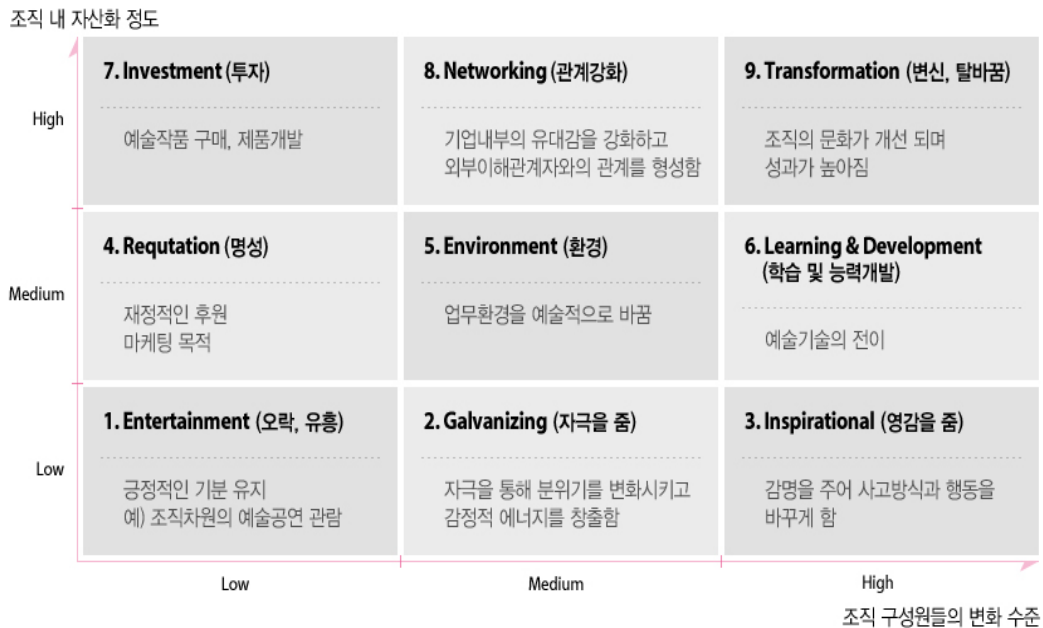 조직 내 자산화 정도
High
7. Investment (투자)
예술작품 구매, 제품개발
8. Networking (관계강화)
기업내부의 유대감을 강화하고
외부이해관계자와의 관계를 형성함
9. Transformation (변신, 탈바꿈)
조직의 문화가 개선 되며
성과가 높아짐
Medium
4. Requtation (명성)
재정적인 후원
마케팅 목적
5. Environment (환경)
업무환경을 예술적으로 바꿈
6. Learning & Development
(학습 및 능력개발)
예술기술의 전이
Low
1. Entertainment (오락, 유흥)
긍정적인 기분 유지
예) 조직차원의 예술공연 관람
2. Galvanizing (자극을 줌)
자극을 통해 분위기를 변화시키고
감정적 에너지를 창출함
3. Inspirational (영감을 줌)
감명을 주어 사고방식과 행동을
바꾸게 함
Low
Medium
High
조직 구성원들의 변화 수준